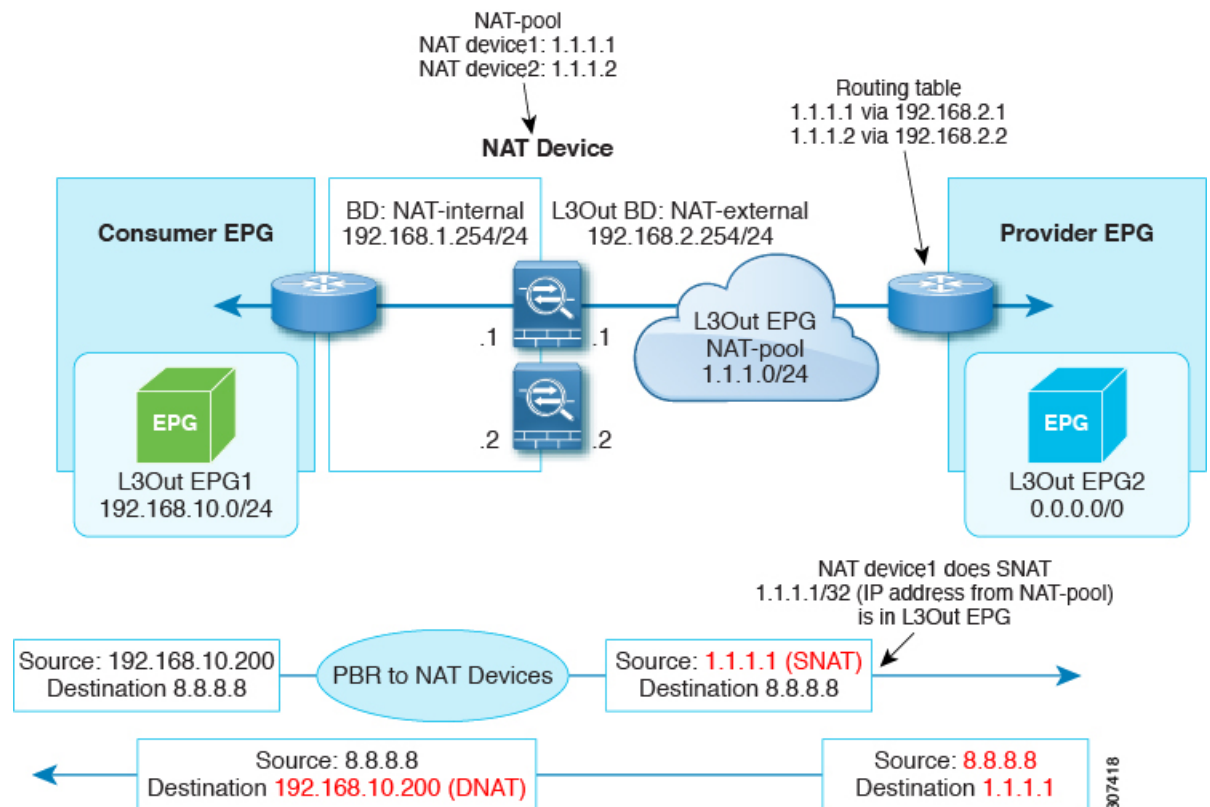 NAT-pool
NAT device1: 1.1.1.1
NAT device2: 1.1.1.2
NAT Device
Routing table
1.1.1.1 via 192.168.2.1
1.1.1.2 via 192.168.2.2
Consumer EPG
BD: NAT-internal
192.168.1.254/24
L3Out BD: NAT-external
192.168.2.254/24
Provider EPG
.1
.1
.2
.2
L3Out EPG
NAT-pool
1.1.1.0/24
EPG
L3Out EPG1
192.168.10.0/24
EPG
L3Out EPG2
0.0.0.0/0
NAT device1 does SNAT
1.1.1.1/32 (IP address from NAT-pool)
is in L3Out EPG
Source: 192.168.10.200
Destination 8.8.8.8
PBR to NAT Devices
Source: 1.1.1.1 (SNAT)
Destination 8.8.8.8
Source: 8.8.8.8
Destination 192.168.10.200 (DNAT)
Source: 8.8.8.8
Destination 1.1.1.1